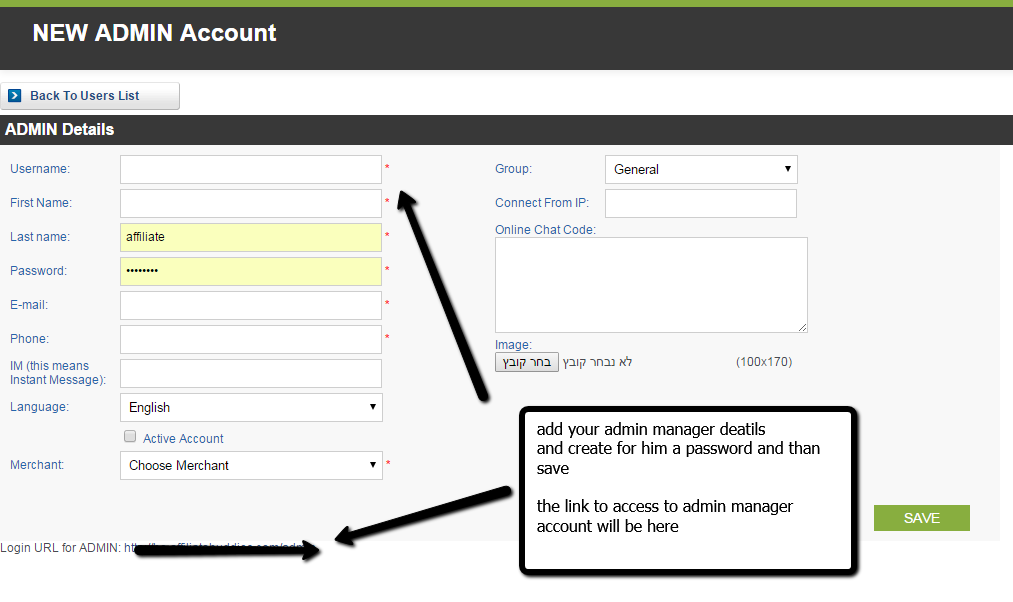 NEW ADMIN Account
Back To Users List
ADMIN Details
Username: *
First Name: *
Last name: affiliate *
Password: •••••••• *
E-mail: *
Phone: *
IM (this means
Instant Message):
Language: English
Active Account
Merchant: Choose Merchant *
Group: General
Connect From IP:
Online Chat Code:
Image:
בחר קובץ לא נבחר קובץ (100x170)
add your admin manager deatils
and create for him a password and than
save
the link to access to admin manager
account will be here
SAVE
Login URL for ADMIN: